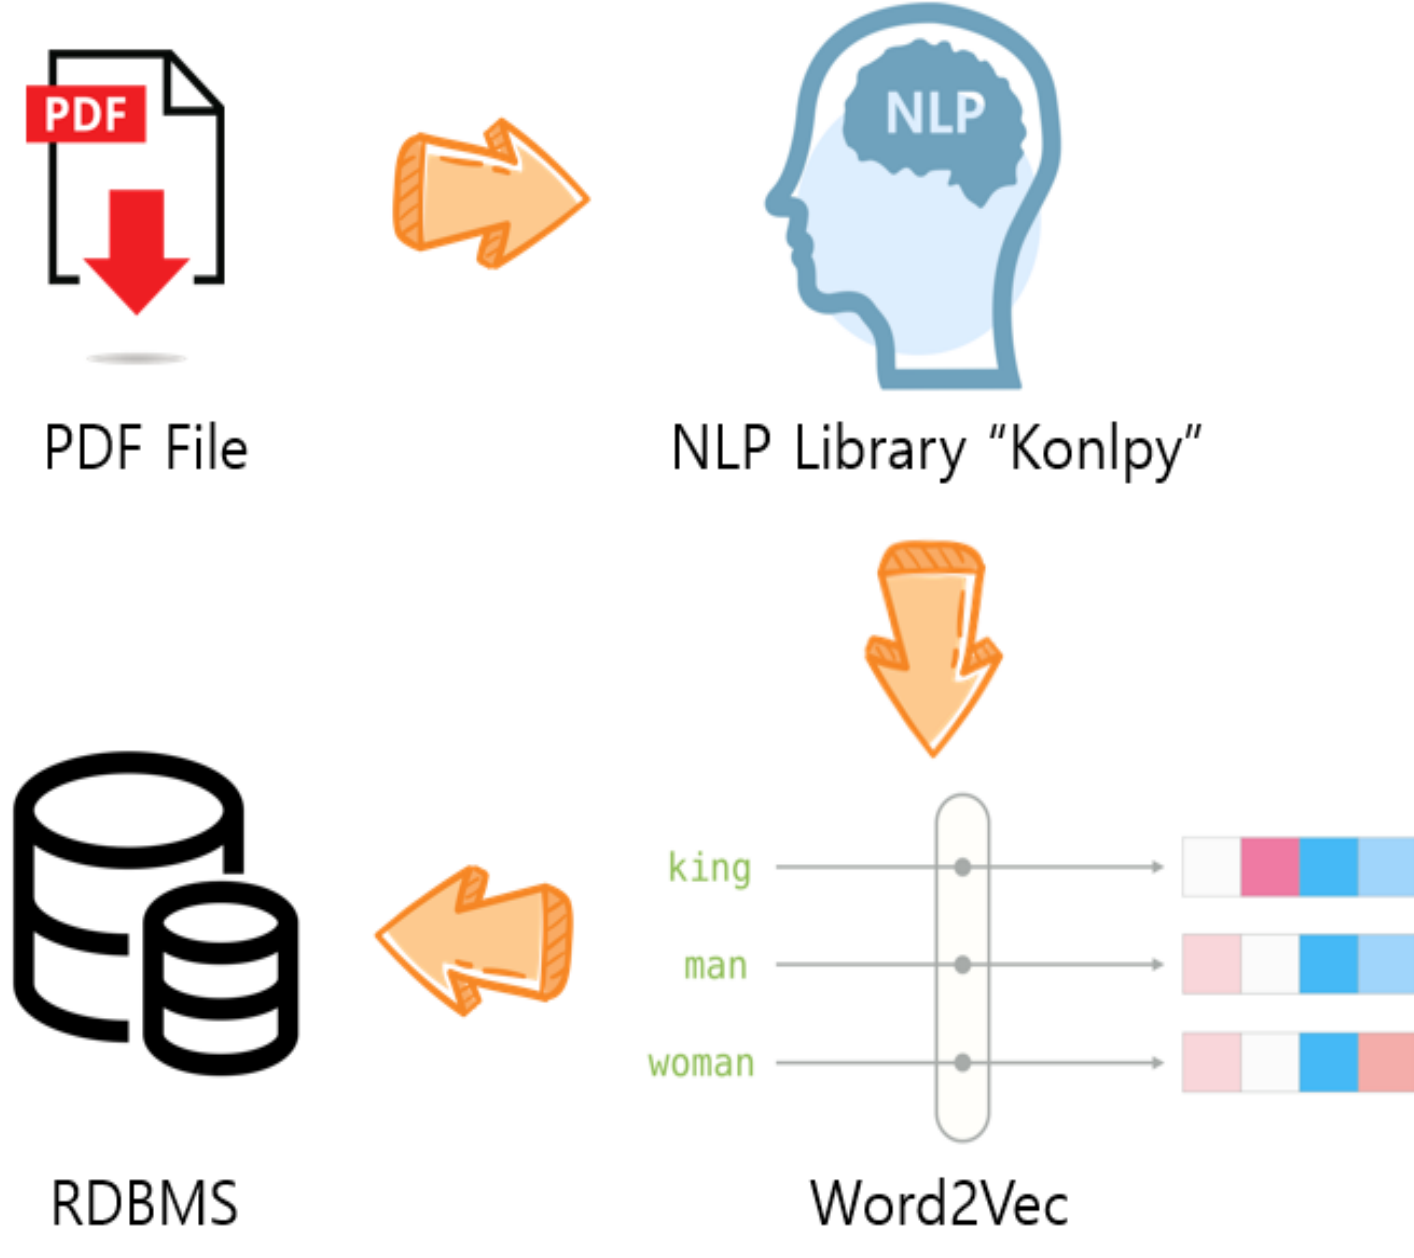 PDF
NLP
PDF File
NLP Library “Konlpy”
king
man
woman
RDBMS
Word2Vec